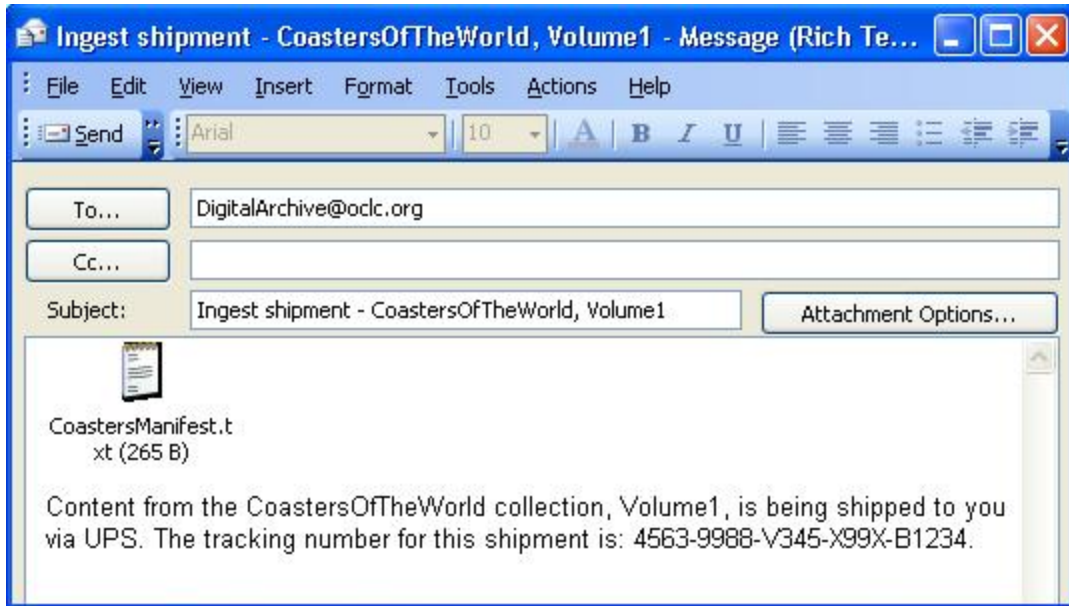 Ingest shipment - CoastersOfTheWorld, Volume1 - Message (Rich Te...
File Edit View Insert Format Tools Actions Help
Send Arial 10 A B I U
To... DigitalArchive@oclc.org
Cc...
Subject: Ingest shipment - CoastersOfTheWorld, Volume1 Attachment Options...
CoastersManifest.t
xt (265 B)
Content from the CoastersOfTheWorld collection, Volume1, is being shipped to you
via UPS. The tracking number for this shipment is: 4563-9988-V345-X99X-B1234.